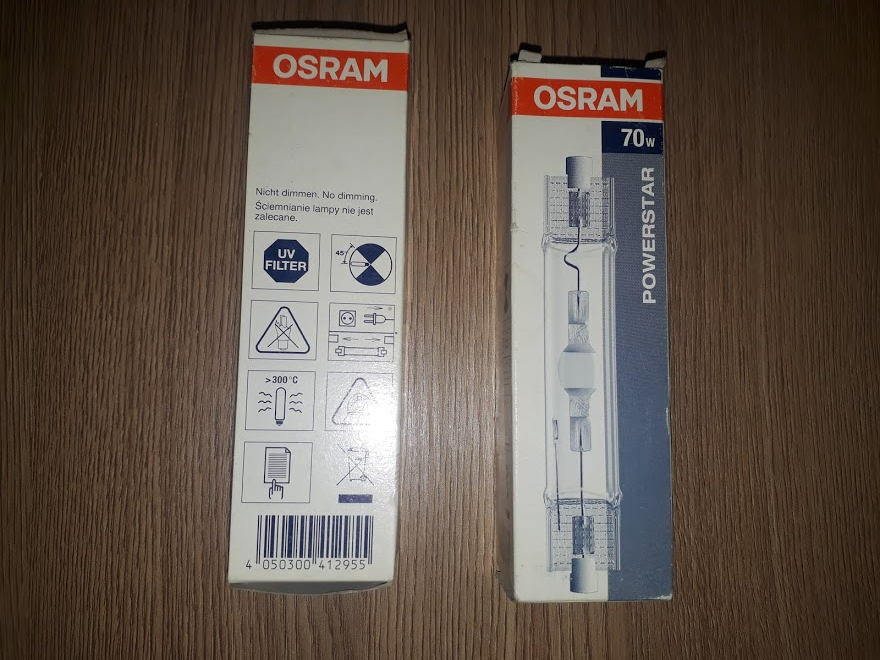 OSRAM
Nicht dimmen. No dimming.
Ściemnianie lampy nie jest
zalecane.
UV
FILTER
45°
>300°C
4 050300 412955
OSRAM
70W
POWERSTAR